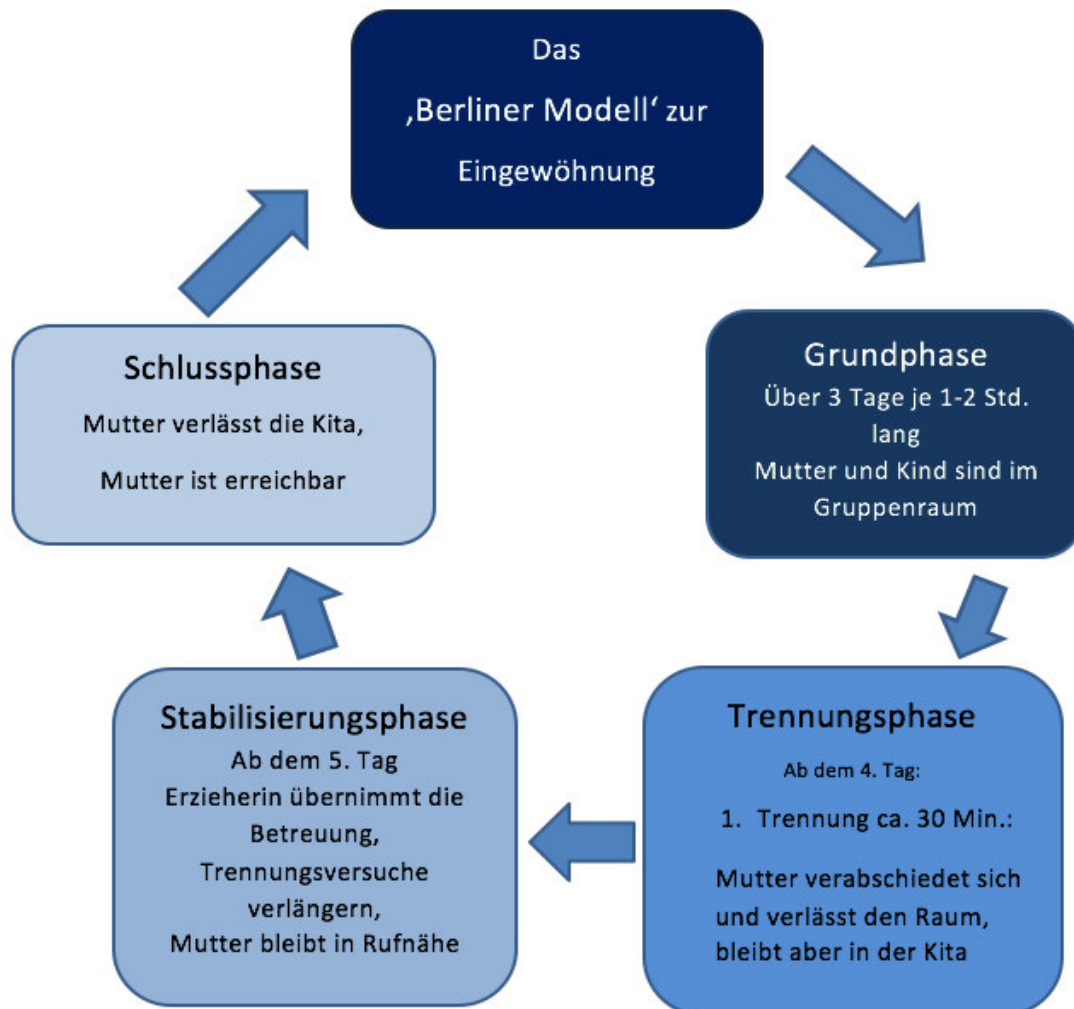 Das
‚Berliner Modell‘ zur
Eingewöhnung
Grundphase
Über 3 Tage je 1-2 Std.
lang
Mutter und Kind sind im
Gruppenraum
Trennungsphase
Ab dem 4. Tag:
1. Trennung ca. 30 Min.:
Mutter verabschiedet sich
und verlässt den Raum,
bleibt aber in der Kita
Stabilisierungsphase
Ab dem 5. Tag
Erzieherin übernimmt die
Betreuung,
Trennungsversuche
verlängern,
Mutter bleibt in Rufnähe
Schlussphase
Mutter verlässt die Kita,
Mutter ist erreichbar